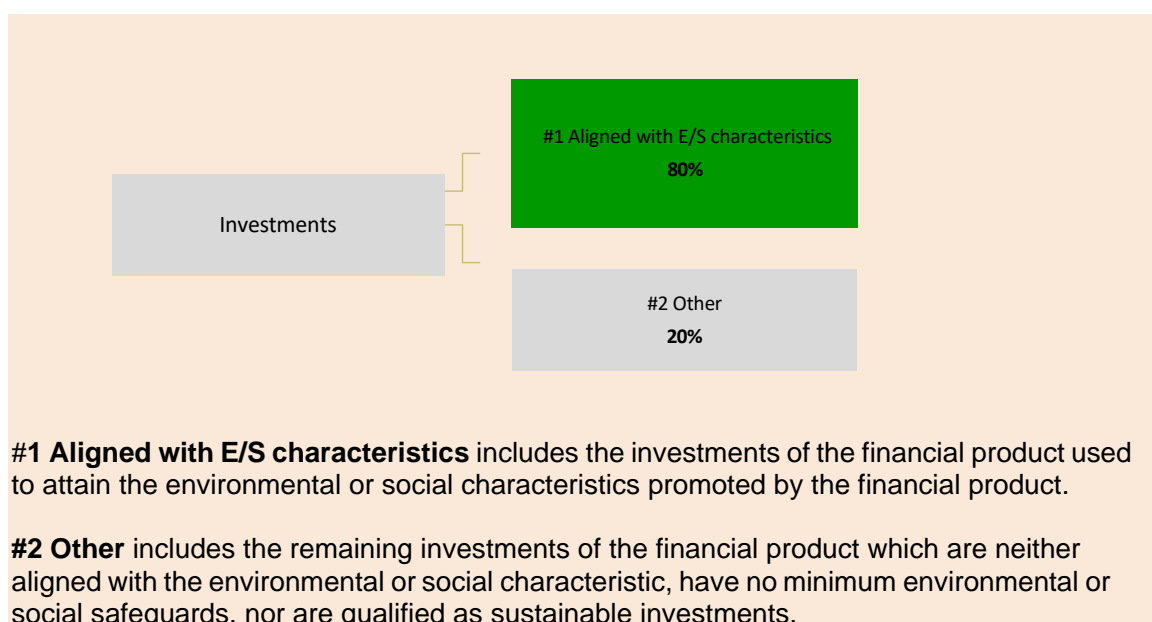 #1 Aligned with E/S characteristics
80%
Investments
#2 Other
20%
#1 Aligned with E/S characteristics includes the investments of the financial product used
to attain the environmental or social characteristics promoted by the financial product.
#2 Other includes the remaining investments of the financial product which are neither
aligned with the environmental or social characteristic, have no minimum environmental or
social safeguards, nor are qualified as sustainable investments.